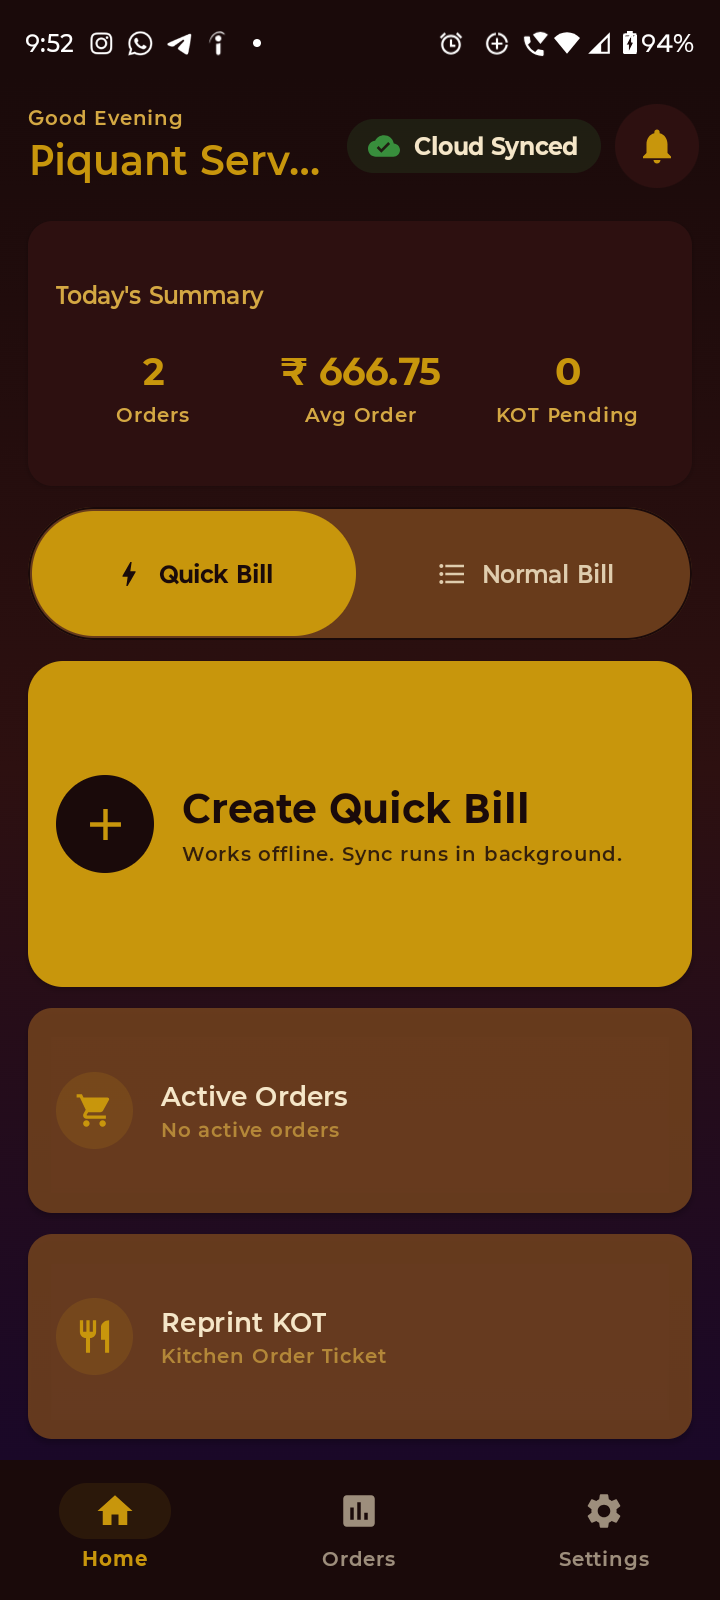 9:52
94%
Good Evening
Piquant Serv...
Cloud Synced
Today's Summary
2
₹ 666.75
0
Orders
Avg Order
KOT Pending
Quick Bill
Normal Bill
Create Quick Bill
Works offline. Sync runs in background.
Active Orders
No active orders
Reprint KOT
Kitchen Order Ticket
Home
Orders
Settings